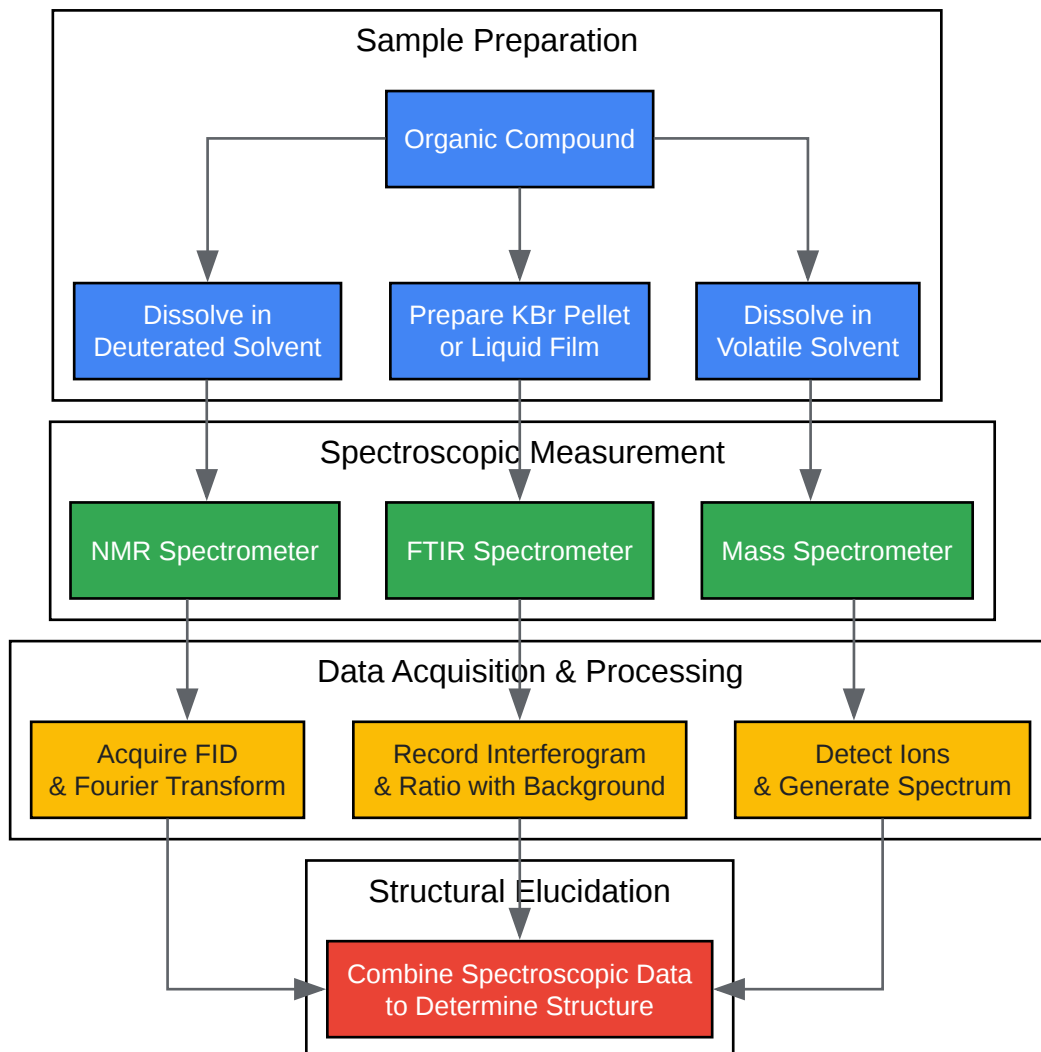 Sample Preparation
Organic Compound
Dissolve in
Deuterated Solvent
Prepare KBr Pellet
or Liquid Film
Dissolve in
Volatile Solvent
Spectroscopic Measurement
NMR Spectrometer
FTIR Spectrometer
Mass Spectrometer
Data Acquisition & Processing
Acquire FID
& Fourier Transform
Record Interferogram
& Ratio with Background
Detect Ions
& Generate Spectrum
Structural Elucidation
Combine Spectroscopic Data
to Determine Structure